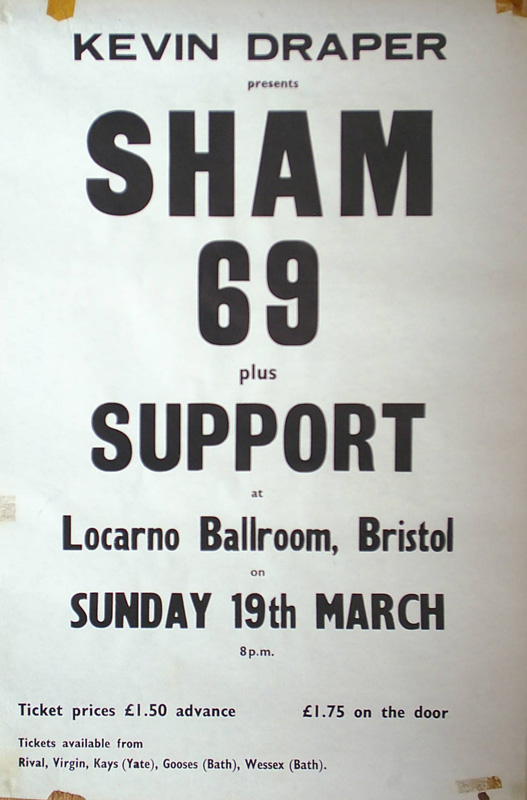 KEVIN DRAPER
presents
SHAM
69
plus
SUPPORT
at
Locarno Ballroom, Bristol
on
SUNDAY 19th MARCH
8p.m.
Ticket prices £1.50 advance £1.75 on the door
Tickets available from
Rival, Virgin, Kays (Yate), Gooses (Bath), Wessex (Bath).